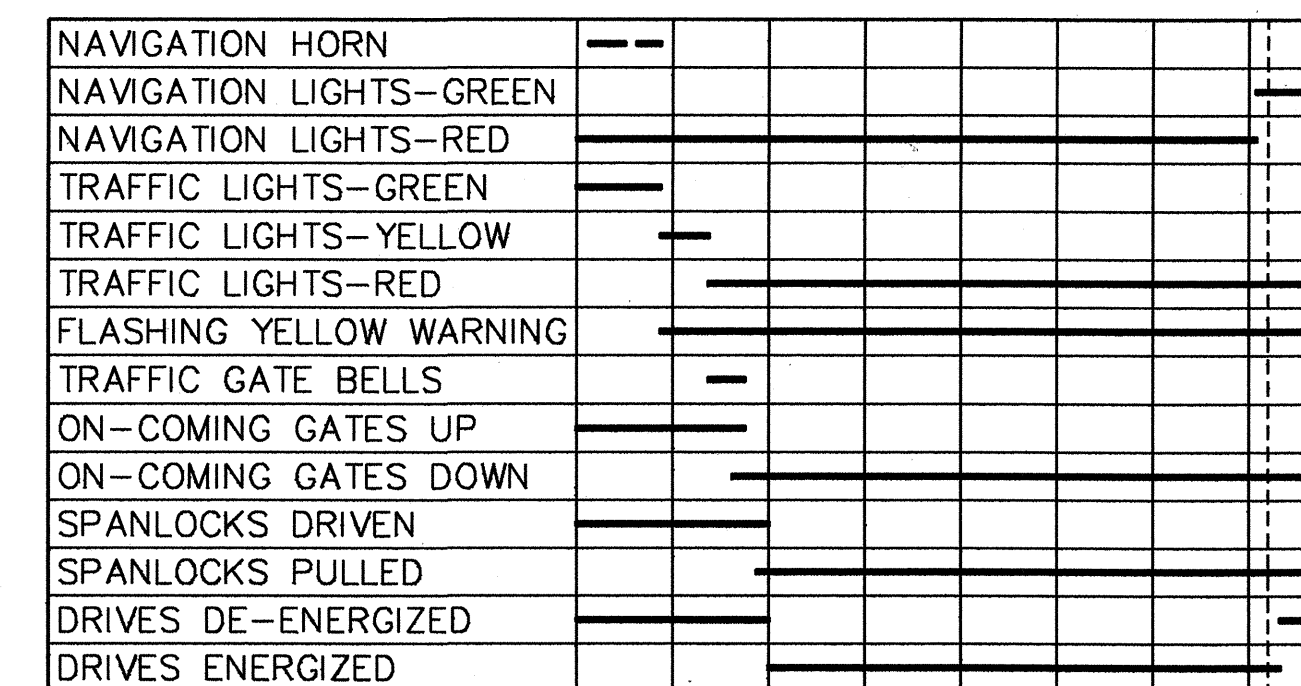 NAVIGATION HORN
NAVIGATION LIGHTS-GREEN
NAVIGATION LIGHTS-RED
TRAFFIC LIGHTS-GREEN
TRAFFIC LIGHTS-YELLOW
TRAFFIC LIGHTS-RED
FLASHING YELLOW WARNING
TRAFFIC GATE BELLS
ON-COMING GATES UP
ON-COMING GATES DOWN
SPANLOCKS DRIVEN
SPANLOCKS PULLED
DRIVES DE-ENERGIZED
DRIVES ENERGIZED